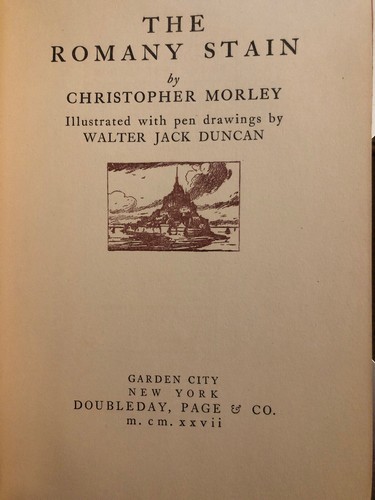 THE
ROMANY STAIN
by
CHRISTOPHER MORLEY
Illustrated with pen drawings by
WALTER JACK DUNCAN
GARDEN CITY
NEW YORK
DOUBLEDAY, PAGE & CO.
m. cm. xxvii